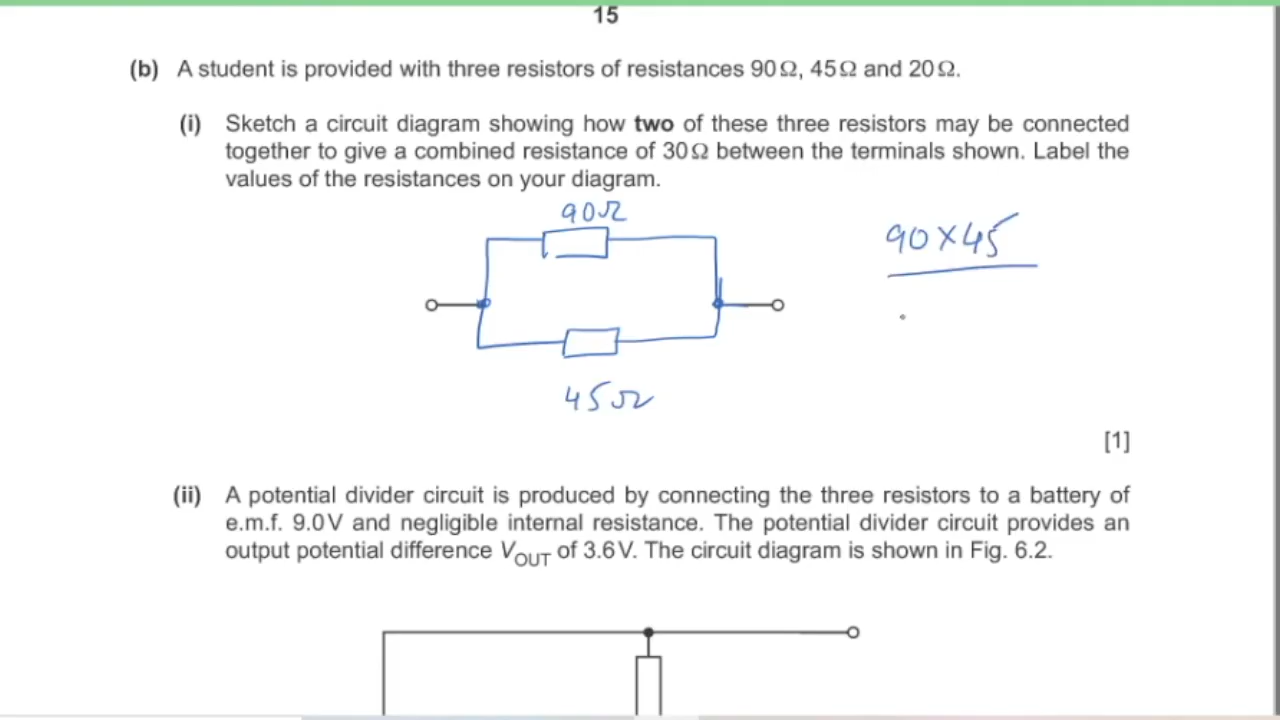 15
(b) A student is provided with three resistors of resistances 90Ω, 45Ω and 20Ω.
(i) Sketch a circuit diagram showing how two of these three resistors may be connected
together to give a combined resistance of 30Ω between the terminals shown. Label the
values of the resistances on your diagram.
90Ω
90×45
45Ω
[1]
(ii) A potential divider circuit is produced by connecting the three resistors to a battery of
e.m.f. 9.0V and negligible internal resistance. The potential divider circuit provides an
output potential difference VOUT of 3.6V. The circuit diagram is shown in Fig. 6.2.